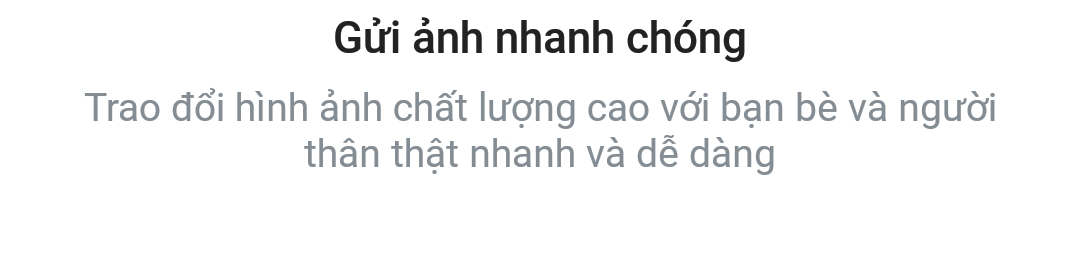 Gửi ảnh nhanh chóng
Trao đổi hình ảnh chất lượng cao với bạn bè và người
thân thật nhanh và dễ dàng